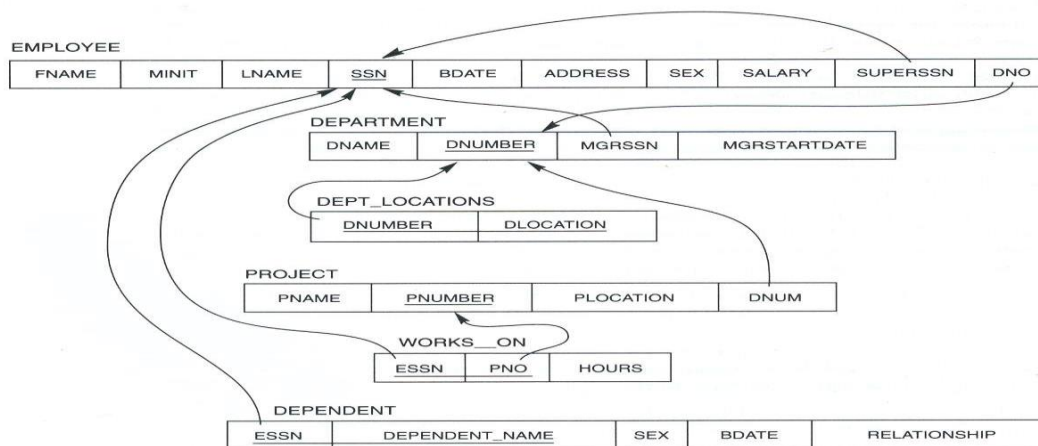 EMPLOYEE
FNAME MINIT LNAME SSN BDATE ADDRESS SEX SALARY SUPERSSN DNO
DEPARTMENT
DNAME DNUMBER MGRSSN MGRSTARTDATE
DEPT_LOCATIONS
DNUMBER DLOCATION
PROJECT
PNAME PNUMBER PLOCATION DNUM
WORKS__ON
ESSN PNO HOURS
DEPENDENT
ESSN DEPENDENT_NAME SEX BDATE RELATIONSHIP